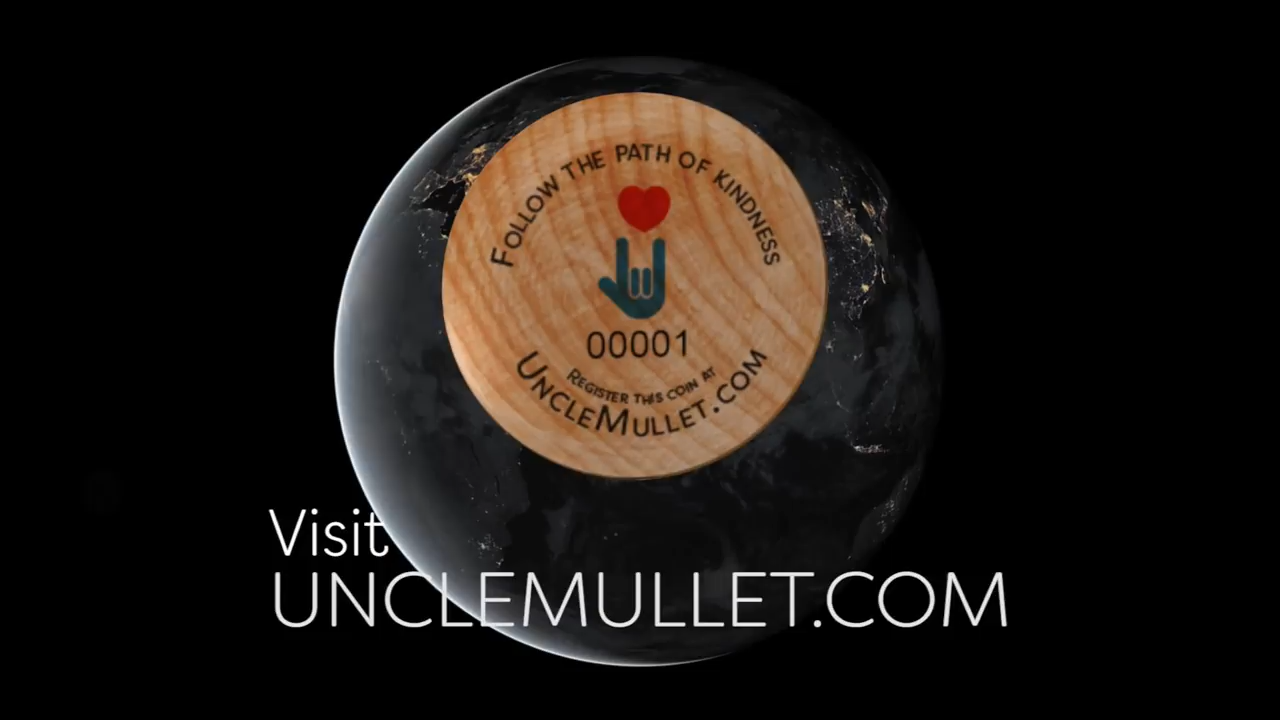 Follow the Path of Kindness
00001
Register this coin at
UncleMullet.com
Visit
UNCLEMULLET.COM